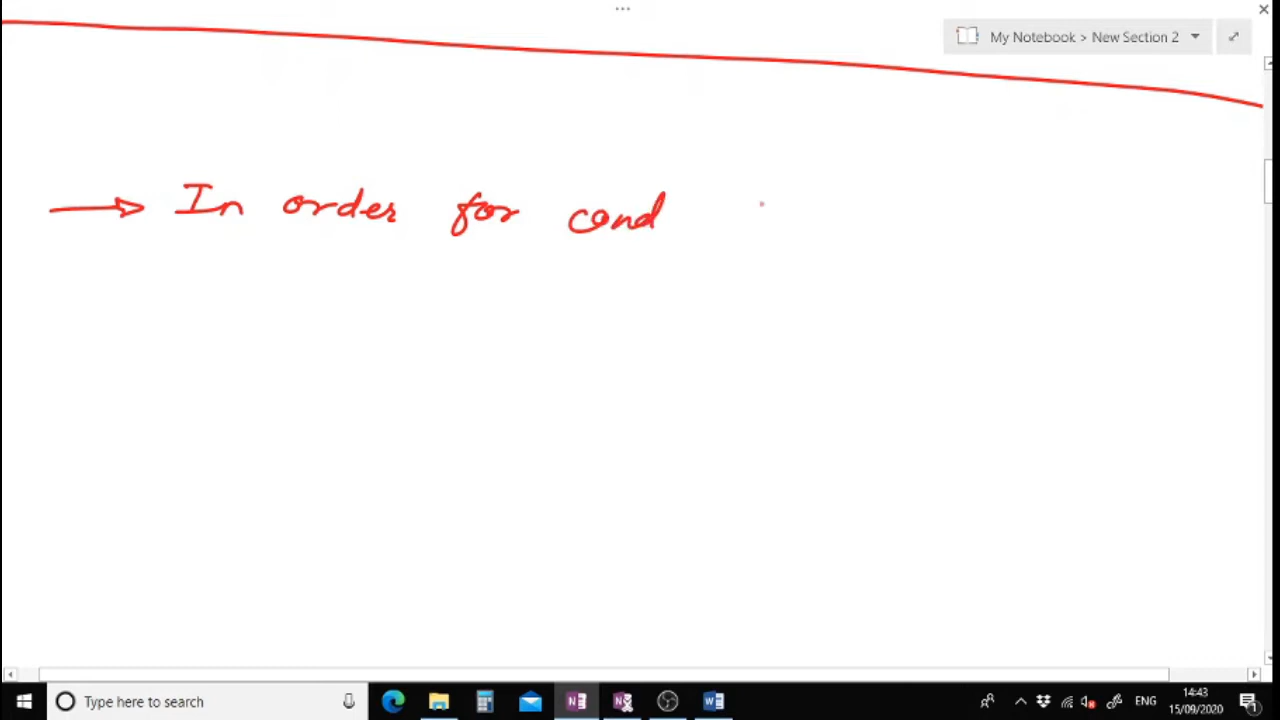 My Notebook > New Section 2
→ In order for cond
Type here to search
ENG
14:43
15/09/2020
1